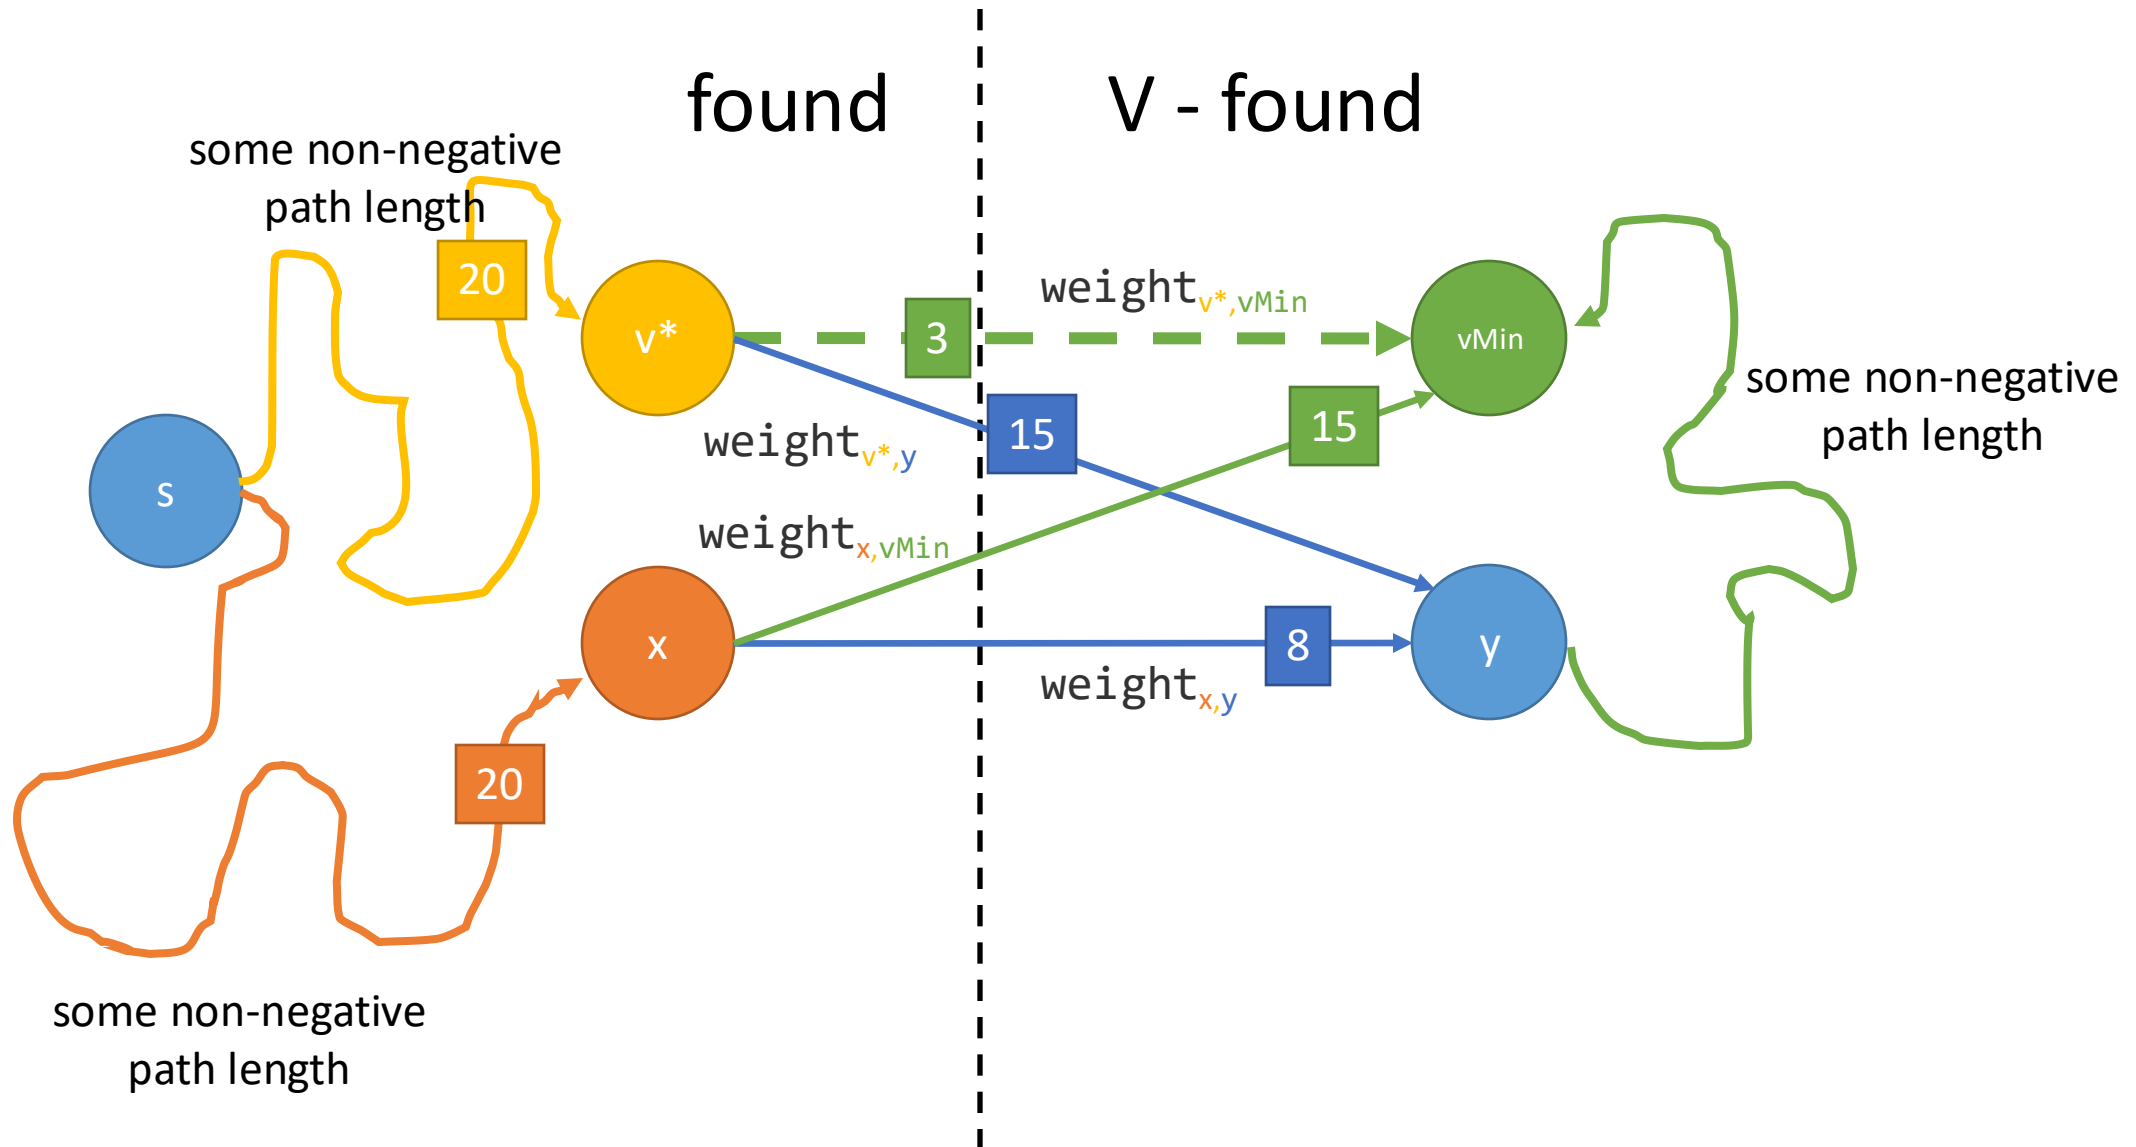 found
V - found
some non-negative
path length
20
v*
3
weightv*,vMin
vMin
some non-negative
path length
15
15
weightv*,y
s
weightx,vMin
x
8
y
weightx,y
20
some non-negative
path length